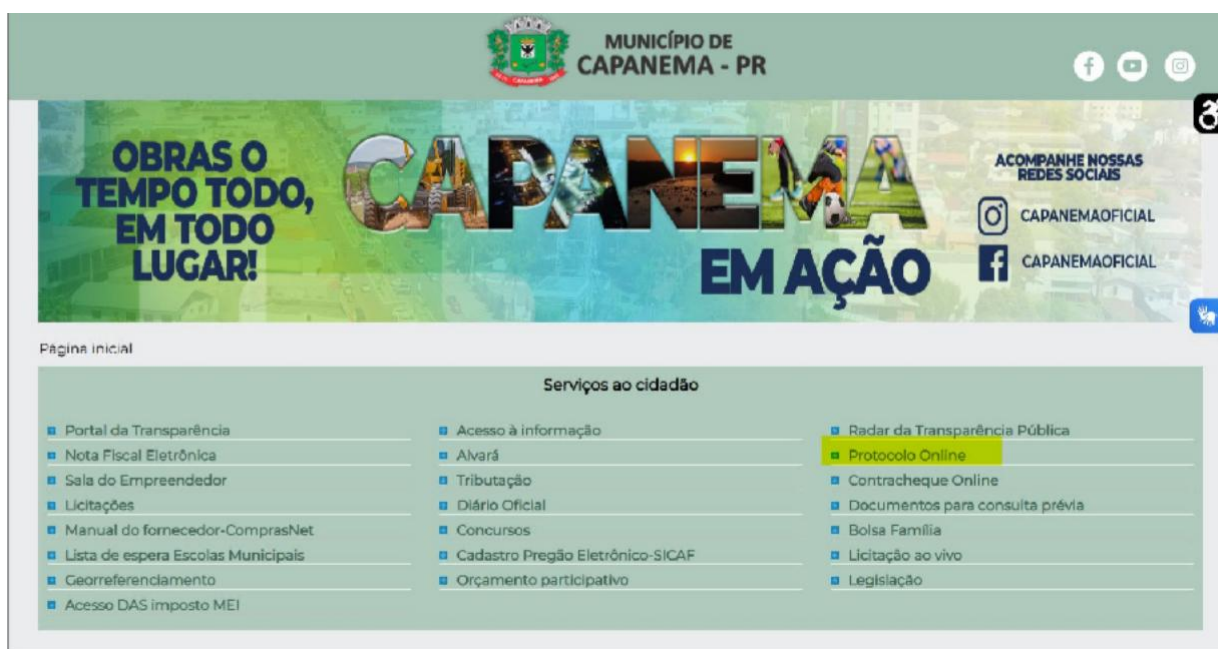 MUNICÍPIO DE
CAPANEMA - PR
OBRAS O
TEMPO TODO,
EM TODO
LUGAR!
CAPANEMA
EM AÇÃO
ACOMPANHE NOSSAS
REDES SOCIAIS
CAPANEMAOFICIAL
CAPANEMAOFICIAL
Página inicial
Serviços ao cidadão
Portal da Transparência
Nota Fiscal Eletrônica
Sala do Empreendedor
Licitações
Manual do fornecedor-ComprasNet
Lista de espera Escolas Municipais
Georreferenciamento
Acesso DAS imposto MEI
Acesso à informação
Alvará
Tributação
Diário Oficial
Concursos
Cadastro Pregão Eletrônico-SICAF
Orçamento participativo
Radar da Transparência Pública
Protocolo Online
Contracheque Online
Documentos para consulta prévia
Bolsa Família
Licitação ao vivo
Legislação